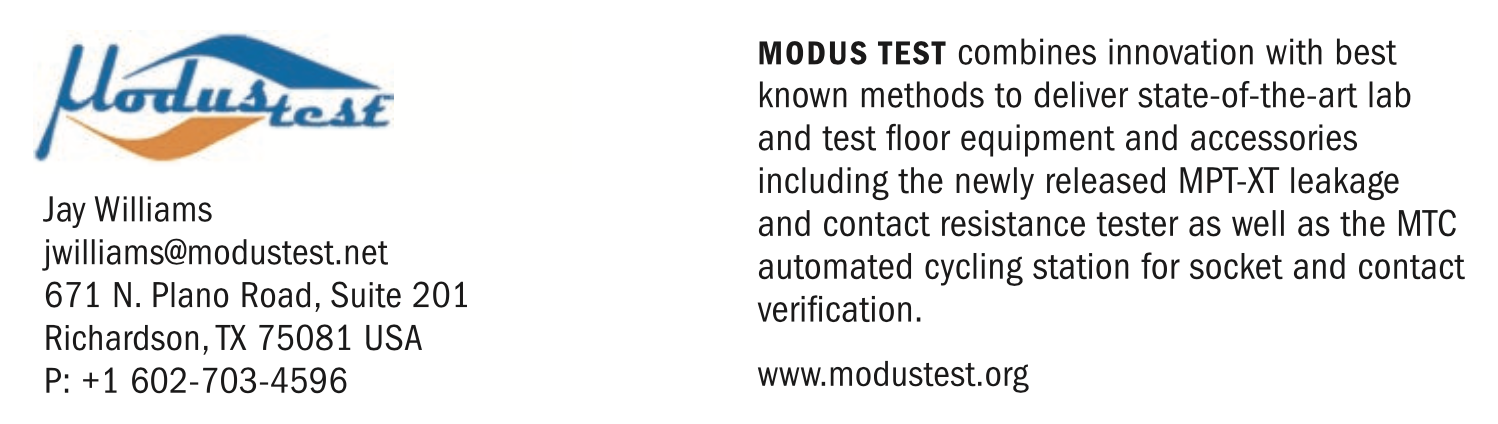 Modus test
Jay Williams
jwilliams@modustest.net
671 N. Plano Road, Suite 201
Richardson, TX 75081 USA
P: +1 602-703-4596
MODUS TEST combines innovation with best
known methods to deliver state-of-the-art lab
and test floor equipment and accessories
including the newly released MPT-XT leakage
and contact resistance tester as well as the MTC
automated cycling station for socket and contact
verification.
www.modustest.org